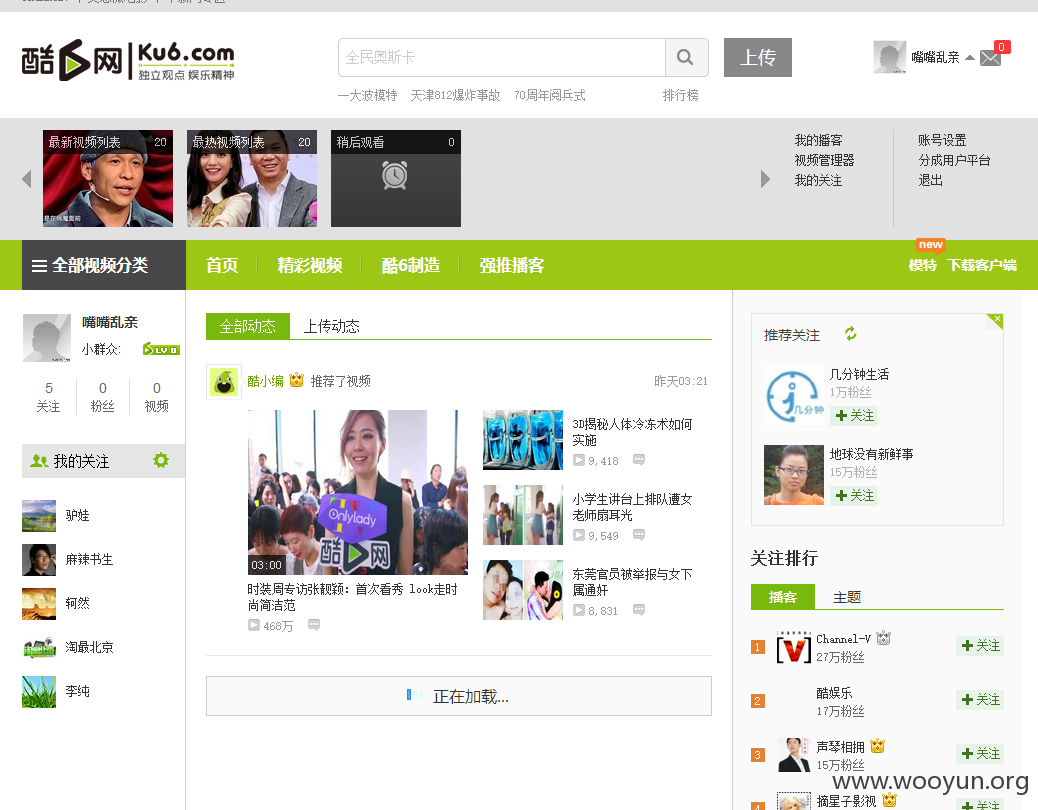 酷6网 Ku6.com
独立观点 娱乐精神
全民奥斯卡
上传
嘴嘴乱亲
0
一大波模特 天津812爆炸事故 70周年阅兵式 排行榜
最新视频列表 20
最热视频列表 20
稍后观看 0
我的播客
视频管理器
我的关注
账号设置
分成用户平台
退出
全部视频分类
首页
精彩视频
酷6制造
强推播客
new
模特
下载客户端
嘴嘴乱亲
小群众:
LV 0
5 关注
0 粉丝
0 视频
我的关注
驴娃
麻辣书生
轲然
淘最北京
李纯
全部动态
上传动态
酷小编 推荐了视频
昨天03:21
Onlylady
酷6网
03:00
时装周专访张靓颖：首次看秀 look走时
尚简洁范
468万
3D揭秘人体冷冻术如何
实施
9,418
小学生讲台上排队遭女
老师扇耳光
9,549
东莞官员被举报与女下
属通奸
8,831
正在加载...
推荐关注
几分钟
几分钟生活
1万粉丝
关注
地球没有新鲜事
15万粉丝
关注
关注排行
播客
主题
1
Channel-V
27万粉丝
关注
2
酷娱乐
17万粉丝
关注
3
声琴相拥
15万粉丝
关注
4
摘星子影视
关注
www.wooyun.org